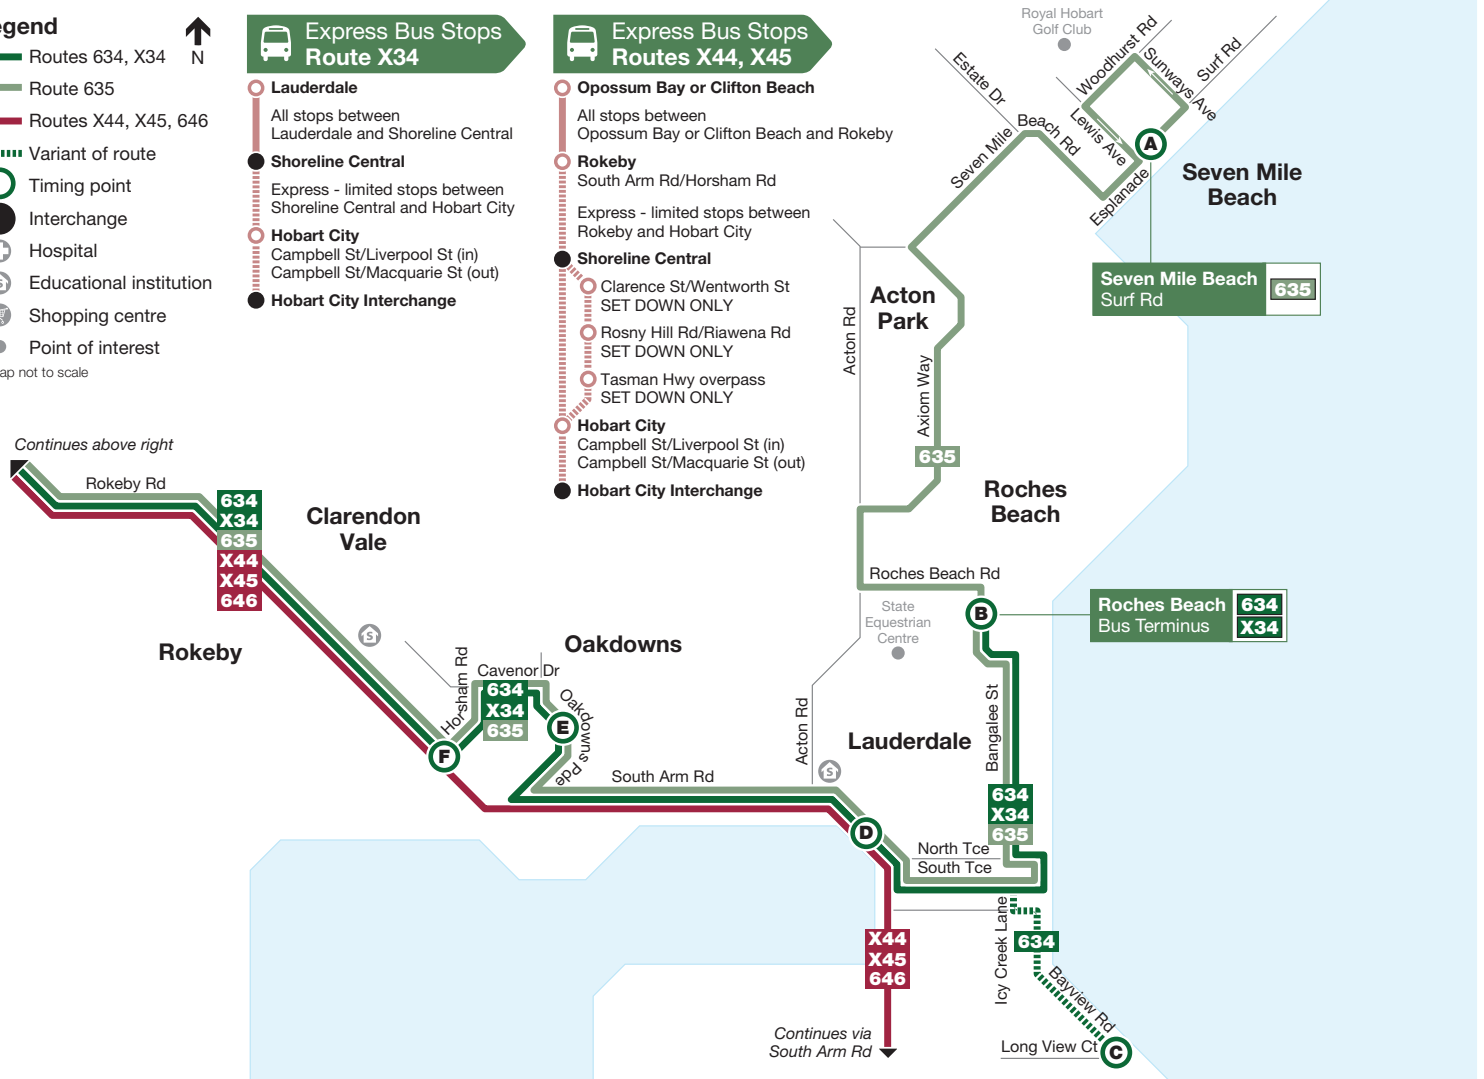 egend
N
Routes 634, X34
Route 635
Routes X44, X45, 646
Variant of route
Timing point
Interchange
Hospital
Educational institution
Shopping centre
Point of interest
ap not to scale
Express Bus Stops
Route X34
Lauderdale
All stops between
Lauderdale and Shoreline Central
Shoreline Central
Express - limited stops between
Shoreline Central and Hobart City
Hobart City
Campbell St/Liverpool St (in)
Campbell St/Macquarie St (out)
Hobart City Interchange
Express Bus Stops
Routes X44, X45
Opossum Bay or Clifton Beach
All stops between
Opossum Bay or Clifton Beach and Rokeby
Rokeby
South Arm Rd/Horsham Rd
Express - limited stops between
Rokeby and Hobart City
Shoreline Central
Clarence St/Wentworth St
SET DOWN ONLY
Rosny Hill Rd/Riawena Rd
SET DOWN ONLY
Tasman Hwy overpass
SET DOWN ONLY
Hobart City
Campbell St/Liverpool St (in)
Campbell St/Macquarie St (out)
Hobart City Interchange
Royal Hobart
Golf Club
Woodhurst Rd
Sunways Ave
Surf Rd
Estate Dr
Lewis Ave
Beach Rd
Seven Mile
Esplanade
A
Seven Mile
Beach
Seven Mile Beach
Surf Rd
635
Acton
Park
Acton Rd
Axiom Way
635
Roches
Beach
Roches Beach Rd
State
Equestrian
Centre
B
Roches Beach
Bus Terminus
634
X34
Continues above right
Rokeby Rd
634
X34
635
X44
X45
646
Clarendon
Vale
Rokeby
Oakdowns
Horsham Rd
Cavenor Dr
634
X34
635
Oakdowns Pde
E
F
South Arm Rd
Acton Rd
Lauderdale
Bangalee St
634
X34
635
D
North Tce
South Tce
X44
X45
646
Icy Creek Lane
634
Bayview Rd
Continues via
South Arm Rd
Long View Ct
C